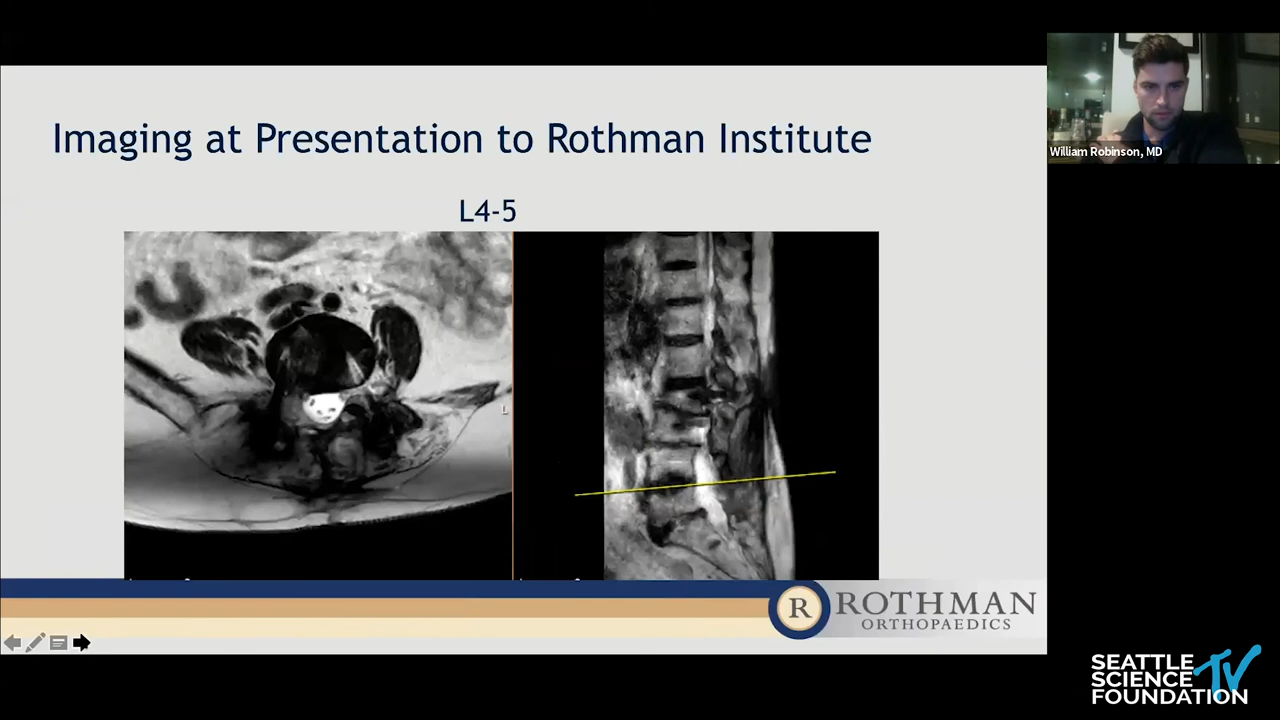 Imaging at Presentation to Rothman Institute
William Robinson, MD
L4-5
L
R
ROTHMAN
ORTHOPAEDICS
SEATTLE
SCIENCE
FOUNDATION
TV